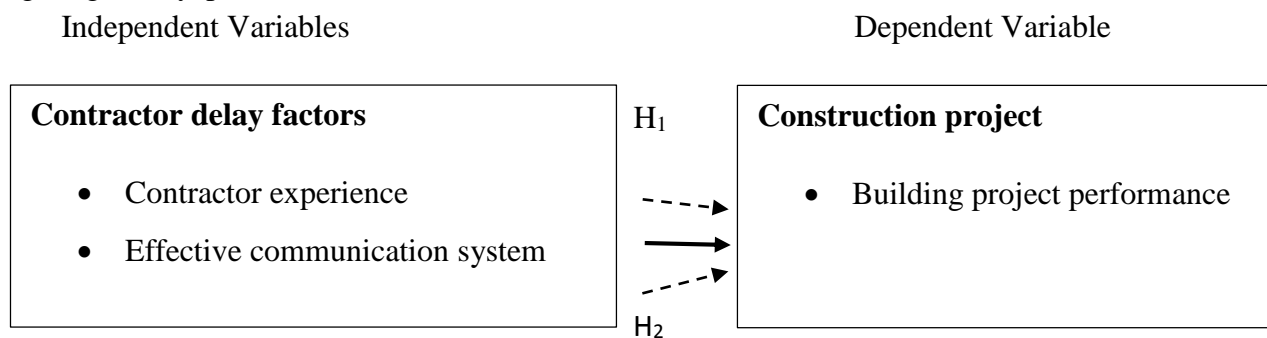 Independent Variables
Dependent Variable
Contractor delay factors
• Contractor experience
• Effective communication system
H₁
H₂
Construction project
• Building project performance